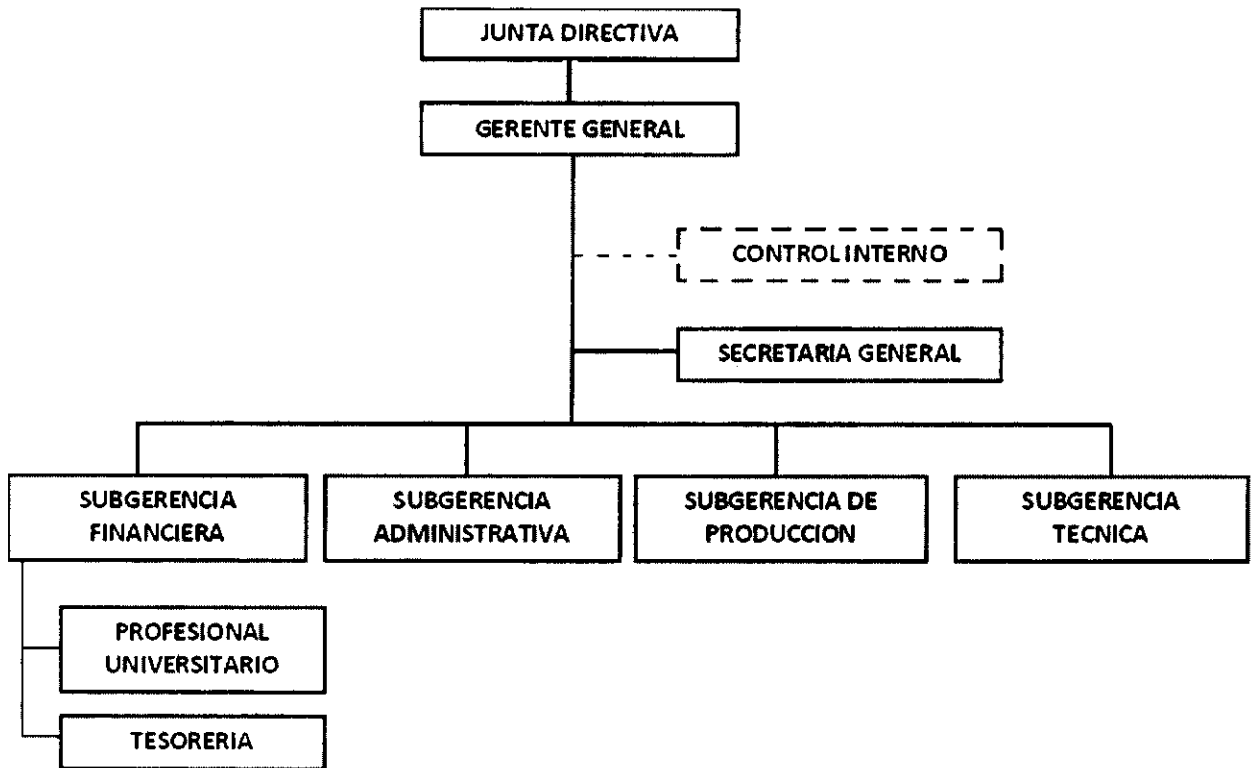 JUNTA DIRECTIVA
GERENTE GENERAL
CONTROL INTERNO
SECRETARIA GENERAL
SUBGERENCIA
FINANCIERA
SUBGERENCIA
ADMINISTRATIVA
SUBGERENCIA DE
PRODUCCION
SUBGERENCIA
TECNICA
PROFESIONAL
UNIVERSITARIO
TESORERIA